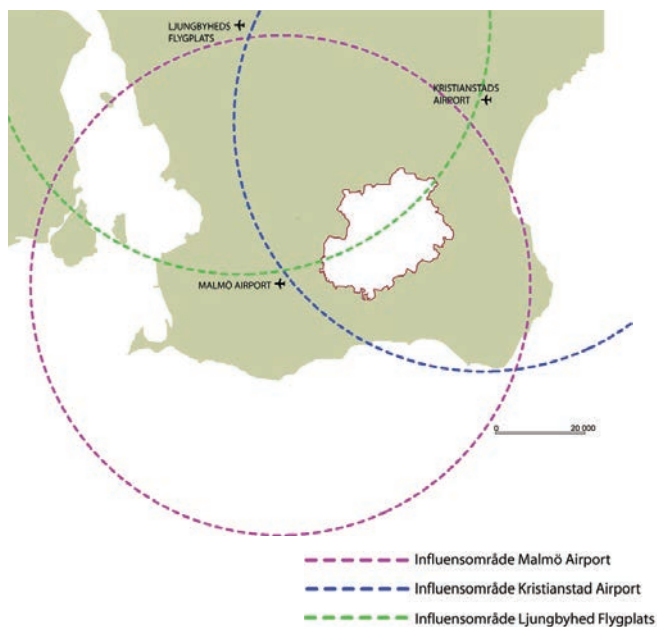 LJUNGBYHEDS
FLYGPLATS
KRISTIANSTADS
AIRPORT
MALMÖ AIRPORT
0 20 000
Influensområde Malmö Airport
Influensområde Kristianstad Airport
Influensområde Ljungbyhed Flygplats